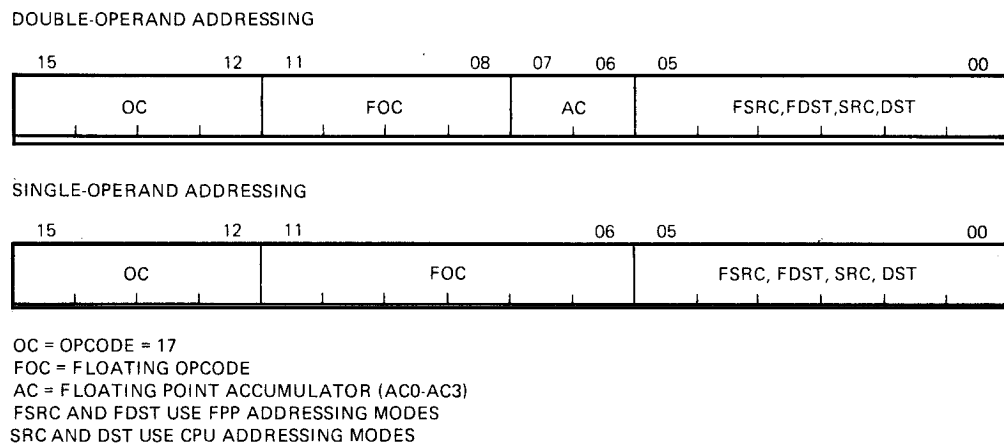 DOUBLE-OPERAND ADDRESSING
15 12 11 08 07 06 05 00
OC FOC AC FSRC,FDST,SRC,DST
SINGLE-OPERAND ADDRESSING
15 12 11 06 05 00
OC FOC FSRC, FDST, SRC, DST
OC = OPCODE = 17
FOC = FLOATING OPCODE
AC = FLOATING POINT ACCUMULATOR (AC0-AC3)
FSRC AND FDST USE FPP ADDRESSING MODES
SRC AND DST USE CPU ADDRESSING MODES